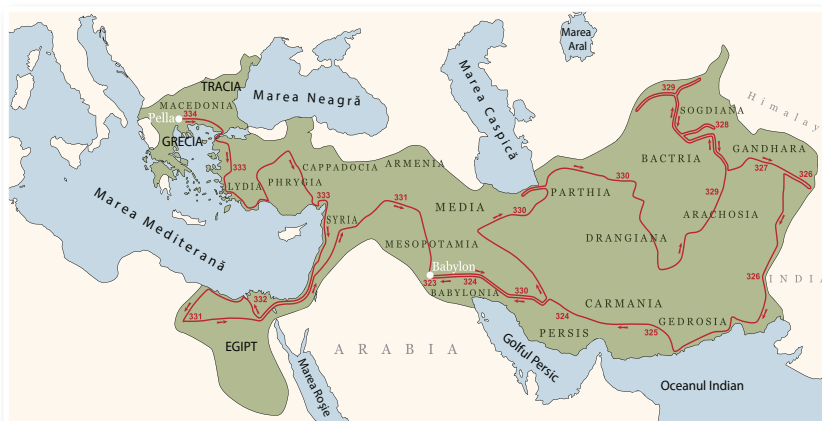 Marea
Aral
TRACIA
Marea Neagră
Marea Caspică
MACEDONIA
Pella
334
GRECIA
333
LYDIA
PHRYGIA
CAPPADOCIA
ARMENIA
333
SYRIA
331
MEDIA
MESOPOTAMIA
Babylon
323
324
BABYLONIA
330
330
PARTHIA
330
329
SOGDIANA
328
Himalay
BACTRIA
GANDHARA
327
326
329
ARACHOSIA
DRANGIANA
INDIA
326
CARMANIA
324
GEDROSIA
325
PERSIS
Marea Mediterană
332
331
EGIPT
ARABIA
Marea Roșie
Golful Persic
Oceanul Indian